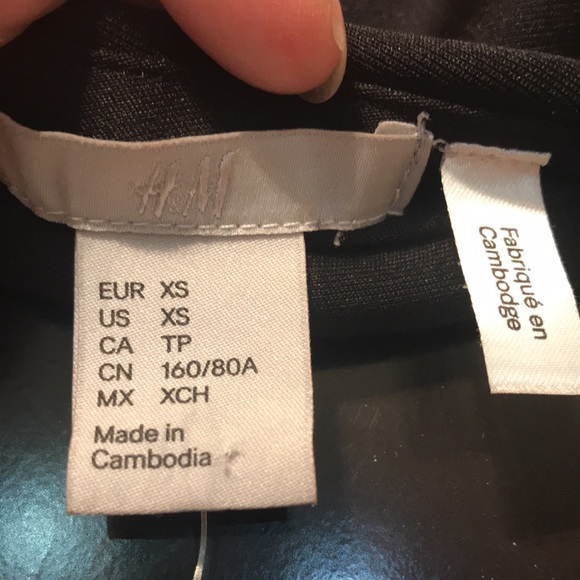 H&M
EUR XS
US XS
CA TP
CN 160/80A
MX XCH
Made in
Cambodia
Fabriqué en
Cambodge